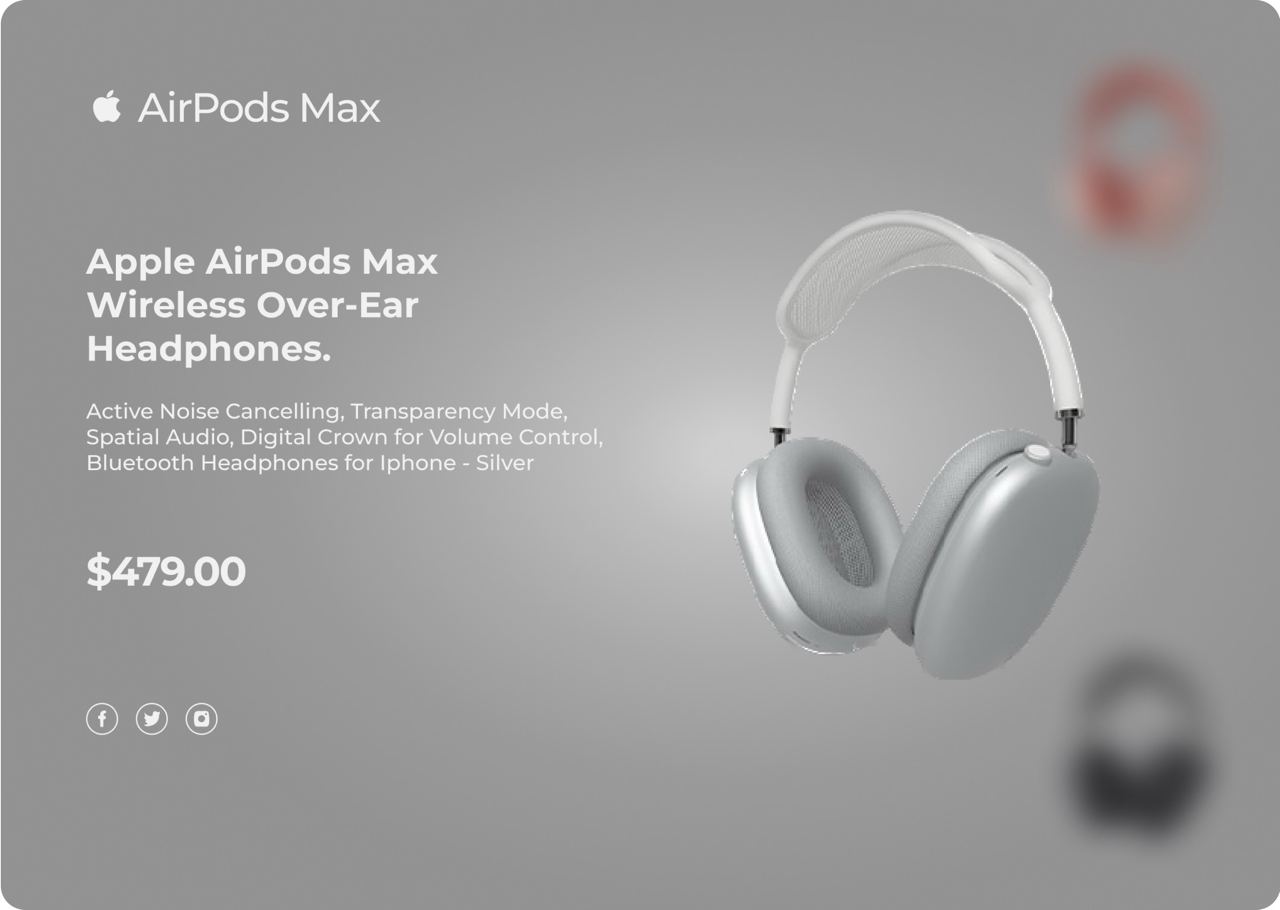 AirPods Max
Apple AirPods Max
Wireless Over-Ear
Headphones.
Active Noise Cancelling, Transparency Mode,
Spatial Audio, Digital Crown for Volume Control,
Bluetooth Headphones for Iphone - Silver
$479.00